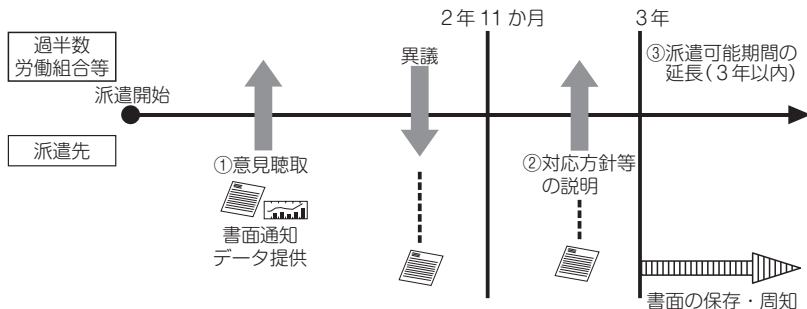 2年11か月
3年
過半数
労働組合等
異議
③派遣可能期間の
延長(3年以内)
派遣開始
派遣先
①意見聴取
②対応方針等
の説明
書面通知
データ提供
書面の保存・周知